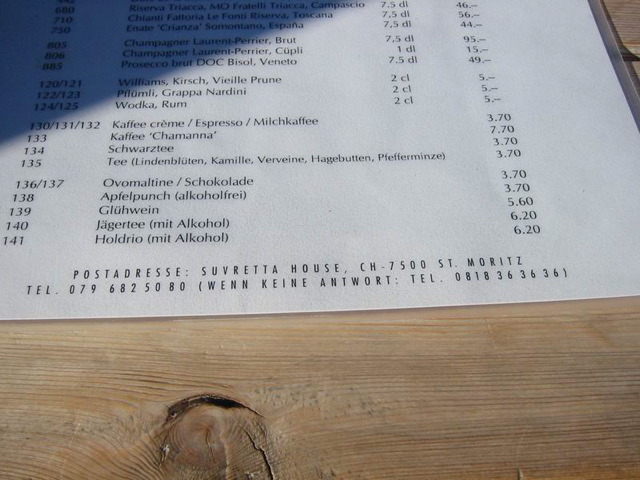 680 Riserva Triacca, MO Fratelli Triacca, Campascio 7.5 dl 46.–
710 Chianti Fattoria Le Fonti Riserva, Toscana 7,5 dl 56.–
750 Enate 'Crianza' Somontano, España 7,5 dl 44.–
805 Champagner Laurent-Perrier, Brut 7,5 dl 95.–
806 Champagner Laurent-Perrier, Cüpli 1 dl 15.–
885 Prosecco brut DOC Bisol, Veneto 7.5 dl 49.–
120/121 Williams, Kirsch, Vieille Prune 2 cl 5.–
122/123 Pflümli, Grappa Nardini 2 cl 5.–
124/125 Wodka, Rum 2 cl 5.–
130/131/132 Kaffee crème / Espresso / Milchkaffee 3.70
133 Kaffee 'Chamanna' 7.70
134 Schwarztee 3.70
135 Tee (Lindenblüten, Kamille, Verveine, Hagebutten, Pfefferminze) 3.70
136/137 Ovomaltine / Schokolade 3.70
138 Apfelpunch (alkoholfrei) 3.70
139 Glühwein 5.60
140 Jägertee (mit Alkohol) 6.20
141 Holdrio (mit Alkohol) 6.20
POSTADRESSE: SUVRETTA HOUSE, CH-7500 ST. MORITZ
TEL. 079 682 50 80 (WENN KEINE ANTWORT: TEL. 081 8 36 36 36)